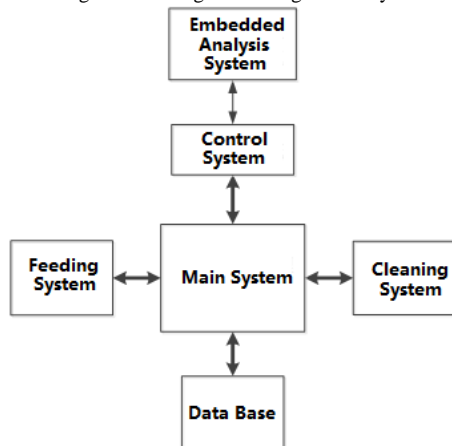 Embedded
Analysis
System
Control
System
Feeding
System
Main System
Cleaning
System
Data Base